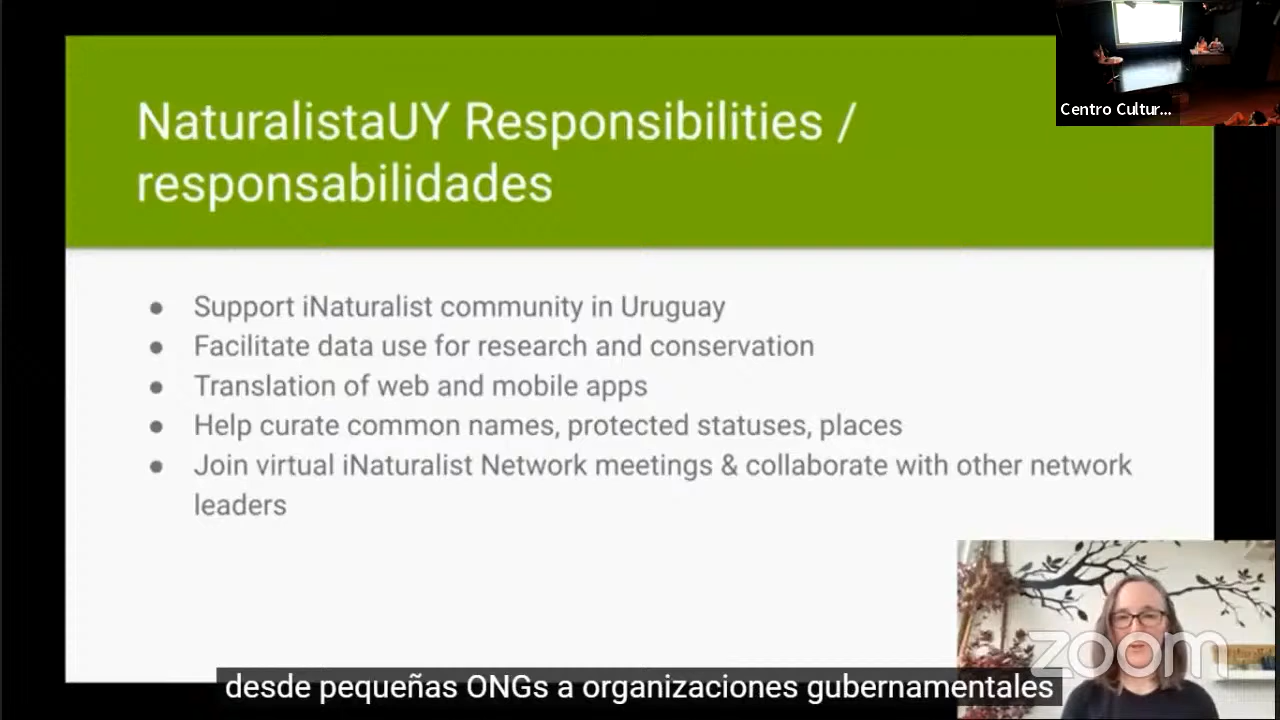 NaturalistaUY Responsibilities /
responsabilidades
Centro Cultur...
● Support iNaturalist community in Uruguay
● Facilitate data use for research and conservation
● Translation of web and mobile apps
● Help curate common names, protected statuses, places
● Join virtual iNaturalist Network meetings & collaborate with other network
leaders
zoom
desde pequeñas ONGs a organizaciones gubernamentales